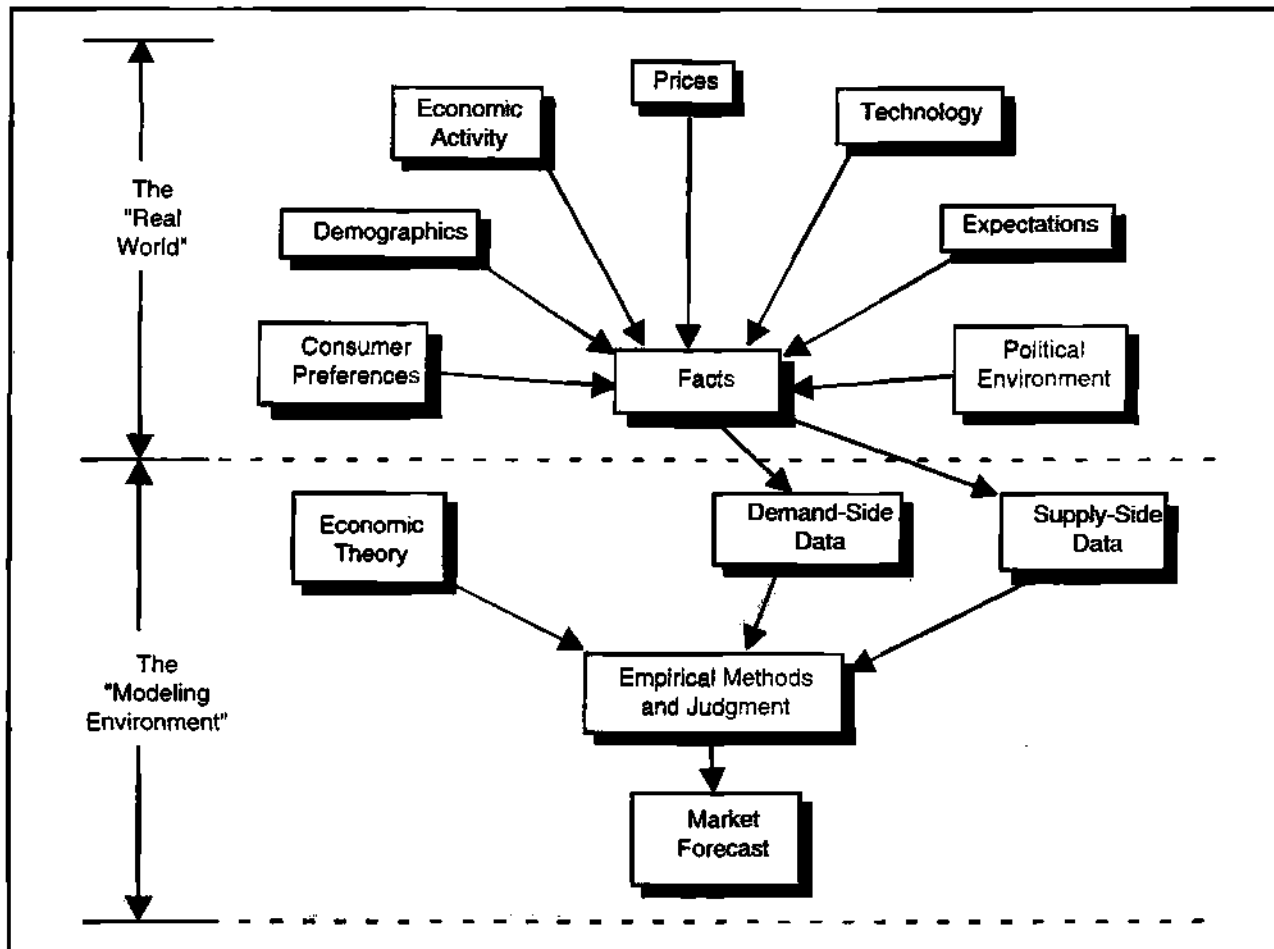 Prices
Economic
Activity
Technology
The
"Real
World"
Demographics
Expectations
Consumer
Preferences
Facts
Political
Environment
Economic
Theory
Demand-Side
Data
Supply-Side
Data
The
"Modeling
Environment"
Empirical Methods
and Judgment
Market
Forecast